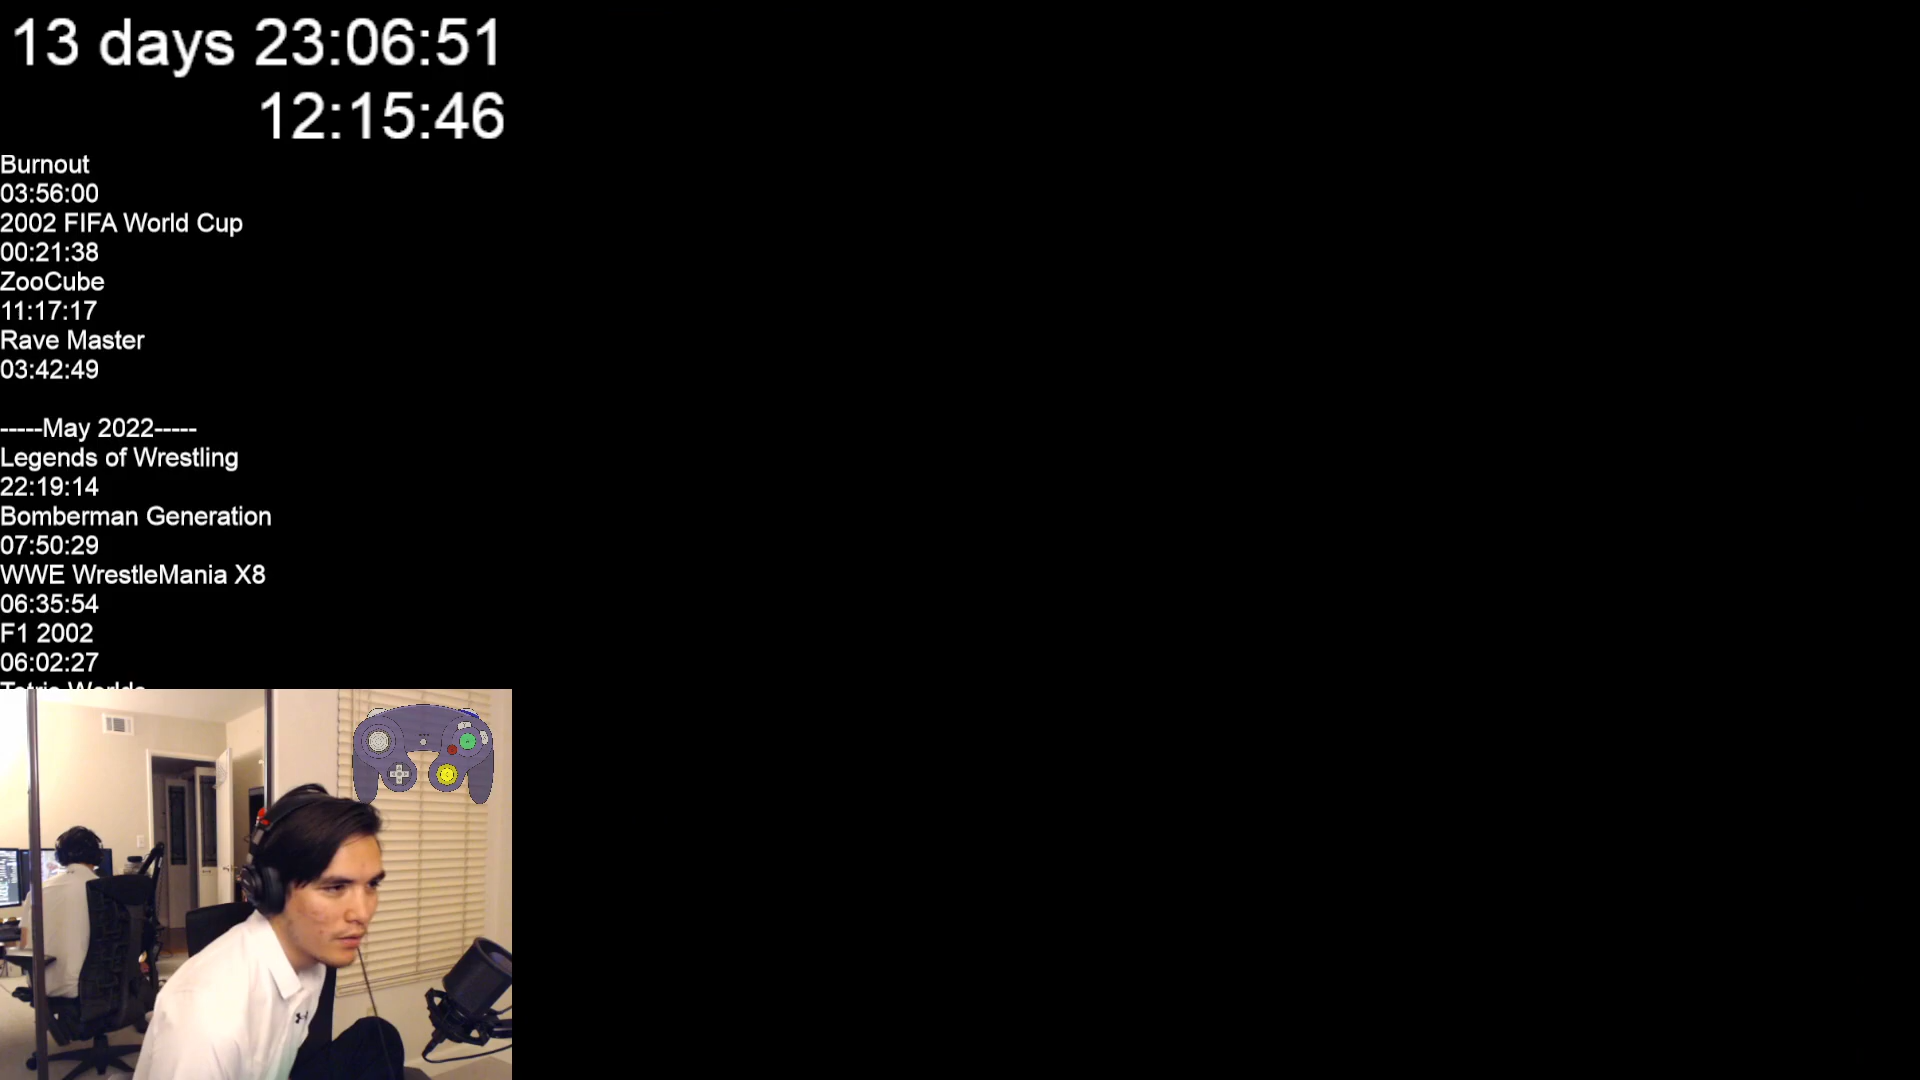 13 days 23:06:51
12:15:46
Burnout
03:56:00
2002 FIFA World Cup
00:21:38
ZooCube
11:17:17
Rave Master
03:42:49
-----May 2022-----
Legends of Wrestling
22:19:14
Bomberman Generation
07:50:29
WWE WrestleMania X8
06:35:54
F1 2002
06:02:27
Tetris Worlds